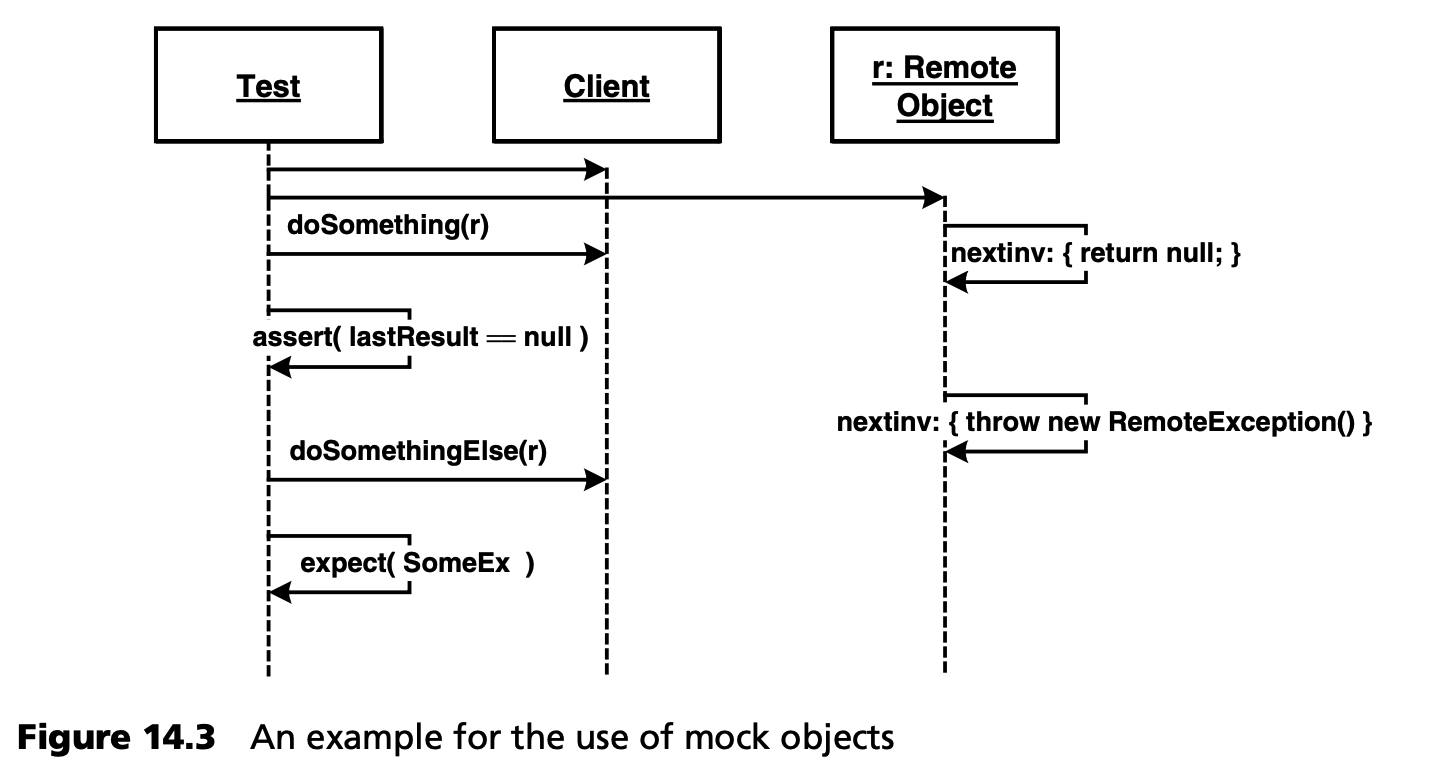 Test
Client
r: Remote
Object
doSomething(r)
nextinv: { return null; }
assert( lastResult == null )
nextinv: { throw new RemoteException() }
doSomethingElse(r)
expect( SomeEx )
Figure 14.3 An example for the use of mock objects